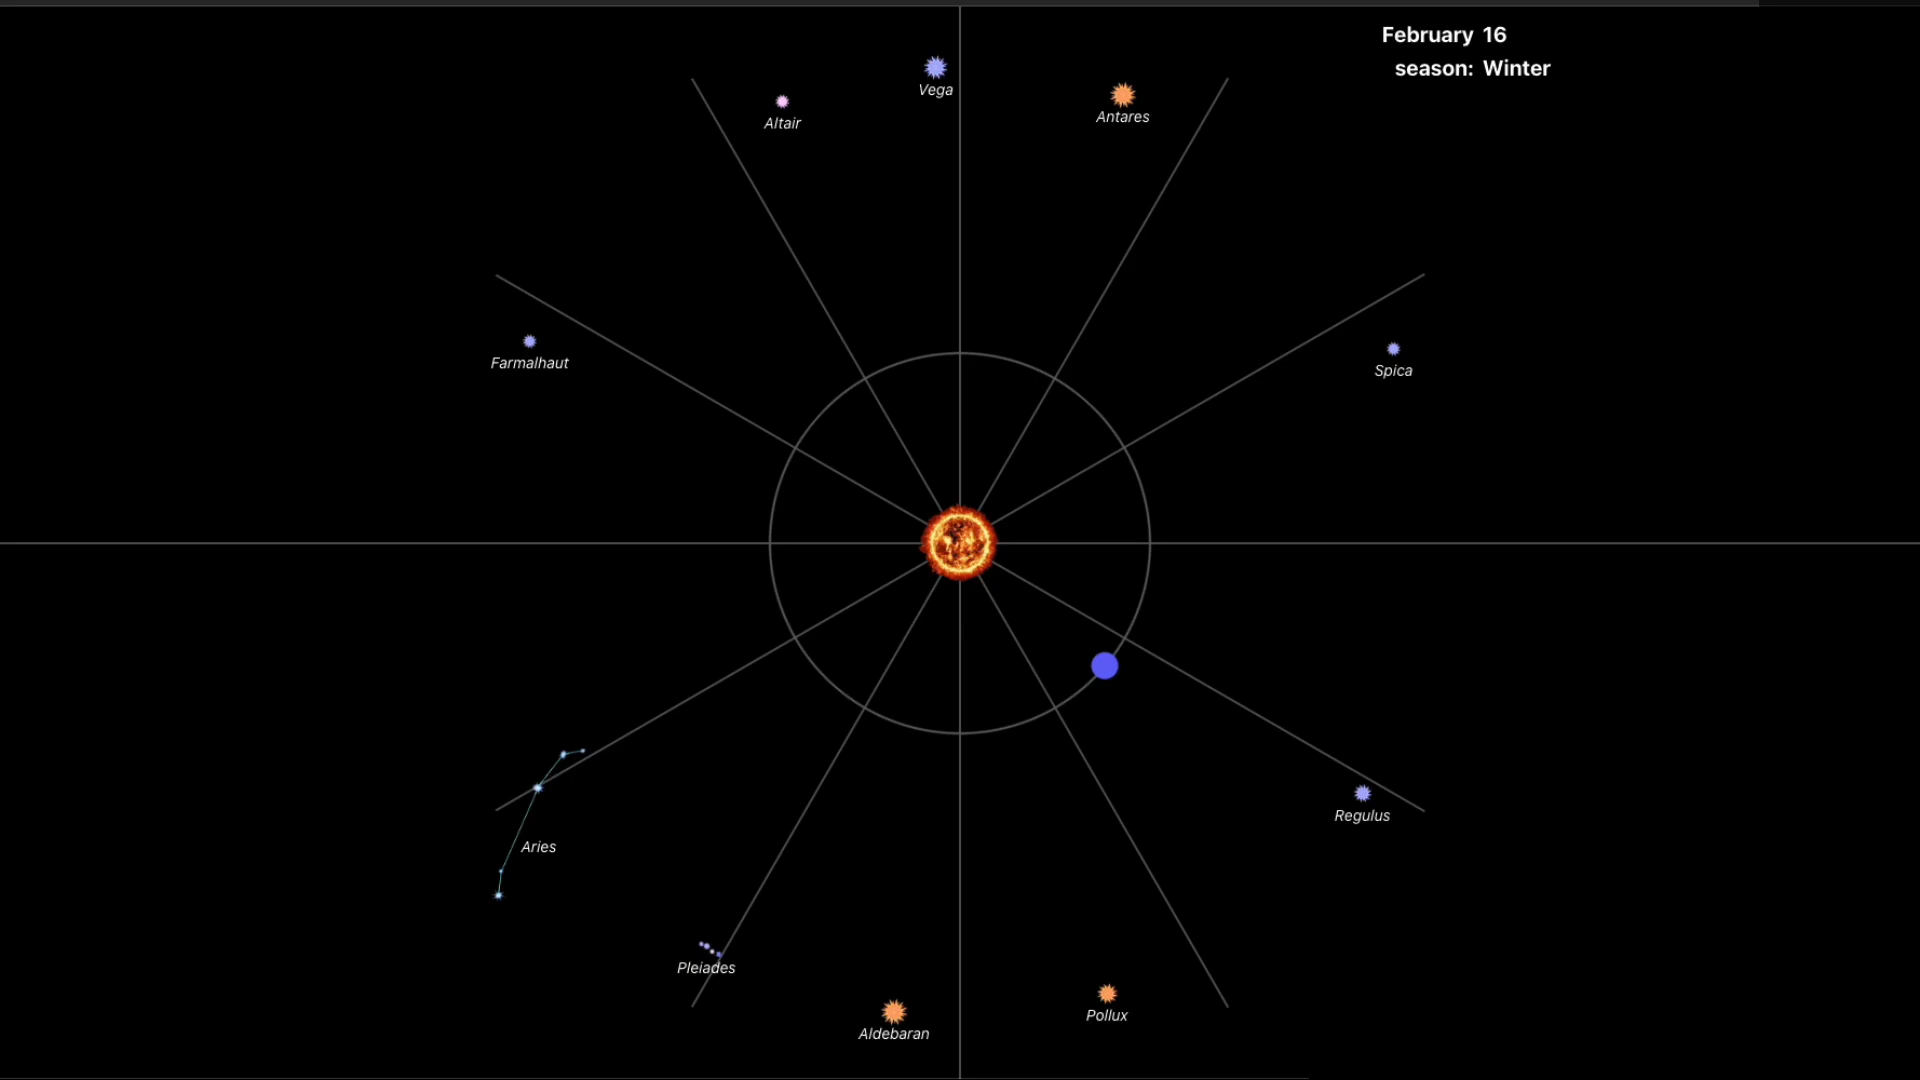 February 16
season: Winter
Vega
Antares
Altair
Farmalhaut
Spica
Regulus
Aries
Pleiades
Pollux
Aldebaran